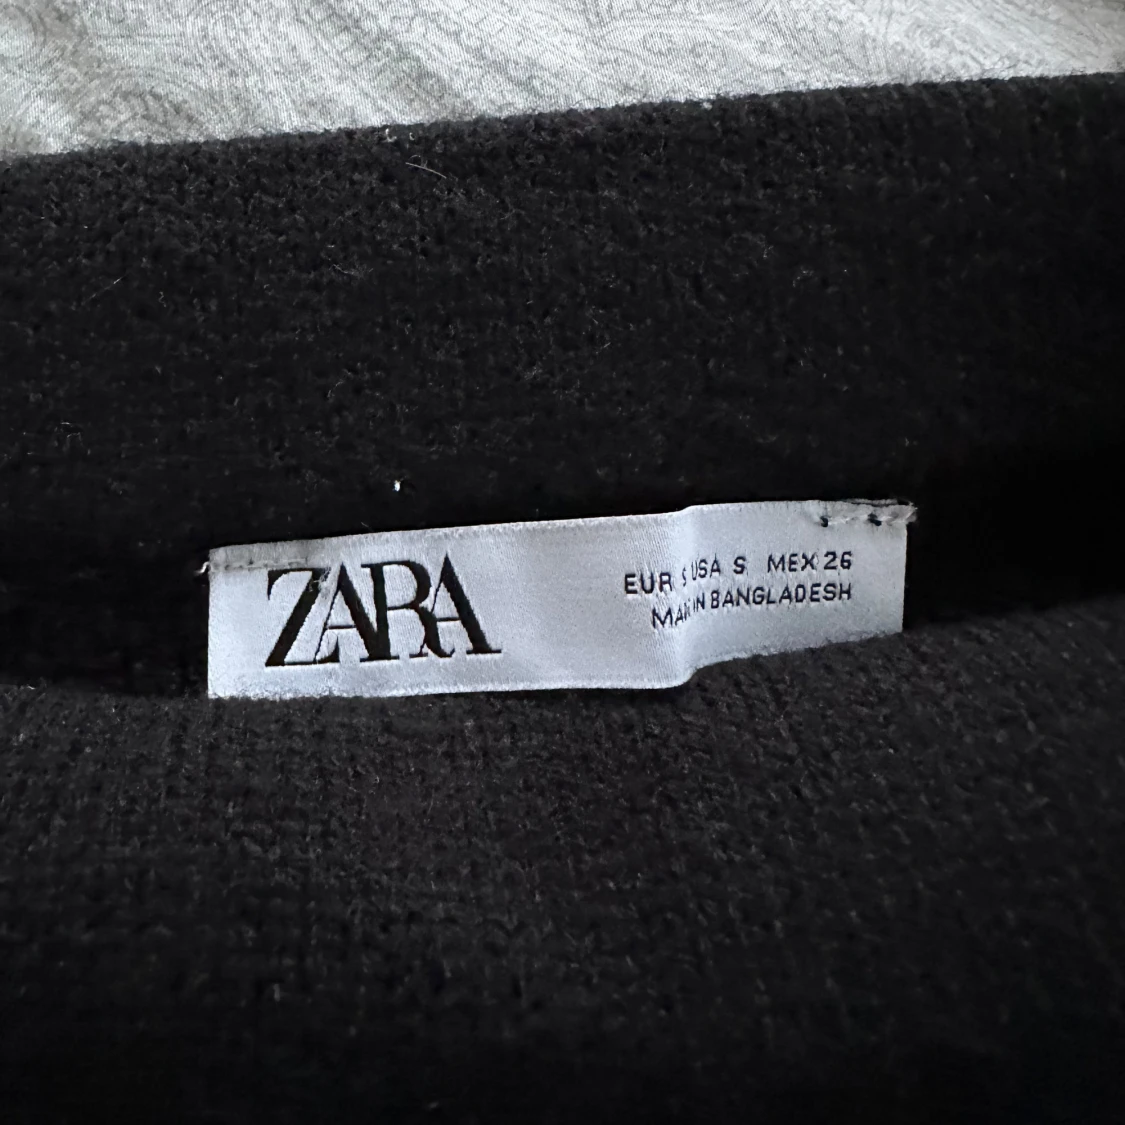 ZARA
EUR S USA S MEX 26
IN BANGLADESH